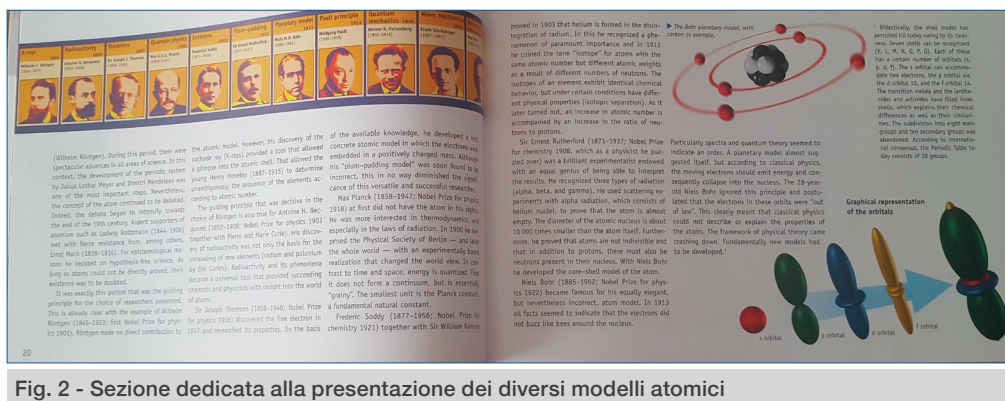 X-rays
Radioactivity
Electrons
Quantum physics
Isotopes
Plum-pudding
Planetary model
Pauli principle
Quantum mechanics
Wave mechanics
Wilhelm C. Röntgen
Sir Joseph J. Thomson
Frederick Soddy
Sir Ernest Rutherford
Niels H.D. Bohr
Wolfgang Pauli
Werner K. Heisenberg
Erwin Schrödinger
(Wilhelm Röntgen). During this period, there were
spectacular advances in all areas of science. In this
context, the development of the periodic system
by Julius Lothar Meyer and Dimitri Mendeleev was
one of the most important steps. Nevertheless,
the concept of the atom continued to be debated.
Indeed, the debate began to intensify towards
the end of the 19th century. Ardent supporters of
atomism such as Ludwig Boltzmann (1844-1906)
met with fierce resistance from, among others,
Ernst Mach (1838-1916). For epistemological rea-
sons he insisted on hypothesis-free science. As
long as atoms could not be directly proved, their
existence was to be doubted.
It was exactly this purism that was the guiding
principle for the choice of researchers presented.
This is already clear with the example of Wilhelm
Röntgen (1845-1923; first Nobel Prize for phys-
ics 1901). Röntgen made no direct contribution to
20
the atomic model. However, his discovery of the
cathode ray (X-rays) provided a tool that allowed
a glimpse into the atomic shell. That allowed the
young Henry Moseley (1887-1915) to determine
unambiguously the sequence of the elements ac-
cording to atomic number.
The guiding principle that was decisive in the
choice of Röntgen is also true for Antoine H. Bec-
querel (1852-1908; Nobel Prize for physics 1903
together with Pierre and Marie Curie). His discov-
ery of radioactivity was not only the basis for the
unraveling of new elements (radium and polonium
by the Curies). Radioactivity and its phenomena
became a universal tool that provided succeeding
chemists and physicists with insight into the world
of atoms.
Sir Joseph Thomson (1856-1940; Nobel Prize
for physics 1906) discovered the free electron in
1897 and researched its properties. On the basis
of the available knowledge, he developed a first
concrete atomic model in which the electrons were
embedded in a positively charged mass. Although
his "plum-pudding model" was soon found to be
incorrect, this in no way diminished the signifi-
cance of this versatile and successful researcher.
Max Planck (1858-1947; Nobel Prize for physics
1918) at first did not have the atom in his sights.
He was more interested in thermodynamics, and
especially in the laws of radiation. In 1900 he sur-
prised the Physical Society of Berlin — and later
the whole world — with an experimentally based
realization that changed the world view. In con-
trast to time and space, energy is quantized. Thus
it does not form a continuum, but is essentially
"grainy". The smallest unit is the Planck constant,
a fundamental natural constant.
Frederic Soddy (1877-1956; Nobel Prize for
chemistry 1921) together with Sir William Ramsay
proved in 1903 that helium is formed in the disin-
tegration of radium. In this he recognized a phe-
nomenon of paramount importance and in 1913
he coined the term "isotope" for atoms with the
same atomic number but different atomic weights
as a result of different numbers of neutrons. The
isotopes of an element exhibit identical chemical
behavior, but under certain conditions have differ-
ent physical properties (isotopic separation). As it
later turned out, an increase in atomic number is
accompanied by an increase in the ratio of neu-
trons to protons.
Sir Ernest Rutherford (1871-1937; Nobel Prize
for chemistry 1908, which as a physicist he puz-
zled over) was a brilliant experimentalist endowed
with an equal genius of being able to interpret
the results. He recognized three types of radiation
(alpha, beta, and gamma). He used scattering ex-
periments with alpha radiation, which consists of
helium nuclei, to prove that the atom is almost
empty. The diameter of the atomic nucleus is about
10 000 times smaller than the atom itself. Further-
more, he proved that atoms are not indivisible and
that in addition to protons, there must also be
neutrons present in their nucleus. With Niels Bohr
he developed the core–shell model of the atom.
Niels Bohr (1885-1962; Nobel Prize for phys-
ics 1922) became famous for his equally elegant,
but nevertheless incorrect, atom model. In 1913
all facts seemed to indicate that the electrons did
not buzz like bees around the nucleus.
▶ The Bohr planetary model, with
carbon as exemple.
Particularly spectra and quantum theory seemed to
indicate an order. A planetary model almost sug-
gested itself, but according to classical physics,
the moving electrons should emit energy and con-
sequently collapse into the nucleus. The 28-year-
old Niels Bohr ignored this principle and postu-
lated that the electrons in these orbits were "out
of law". This clearly meant that classical physics
could not describe or explain the properties of
the atoms. The framework of physical theory came
crashing down. Fundamentally new models had
to be developed.¹
¹ Didactically, the shell model has
persisted till today owing to its clear-
ness. Seven shells can be recognized
(K, L, M, N, O, P, Q). Each of these
has a certain number of orbitals (s,
p, d, f). The s orbital can accommo-
date two electrons, the p orbital six,
the d orbital 10, and the f orbital 14.
The transition metals and the lantha-
nides and actinides have filled inner
shells, which explains their chemical
differences as well as their similari-
ties. The subdivision into eight main
groups and ten secondary groups was
abandoned. According to internatio-
nal consensus, the Periodic Table to-
day consists of 18 groups.
Graphical representation
of the orbitals
s orbital
p orbital
d orbital
f orbital
Fig. 2 - Sezione dedicata alla presentazione dei diversi modelli atomici